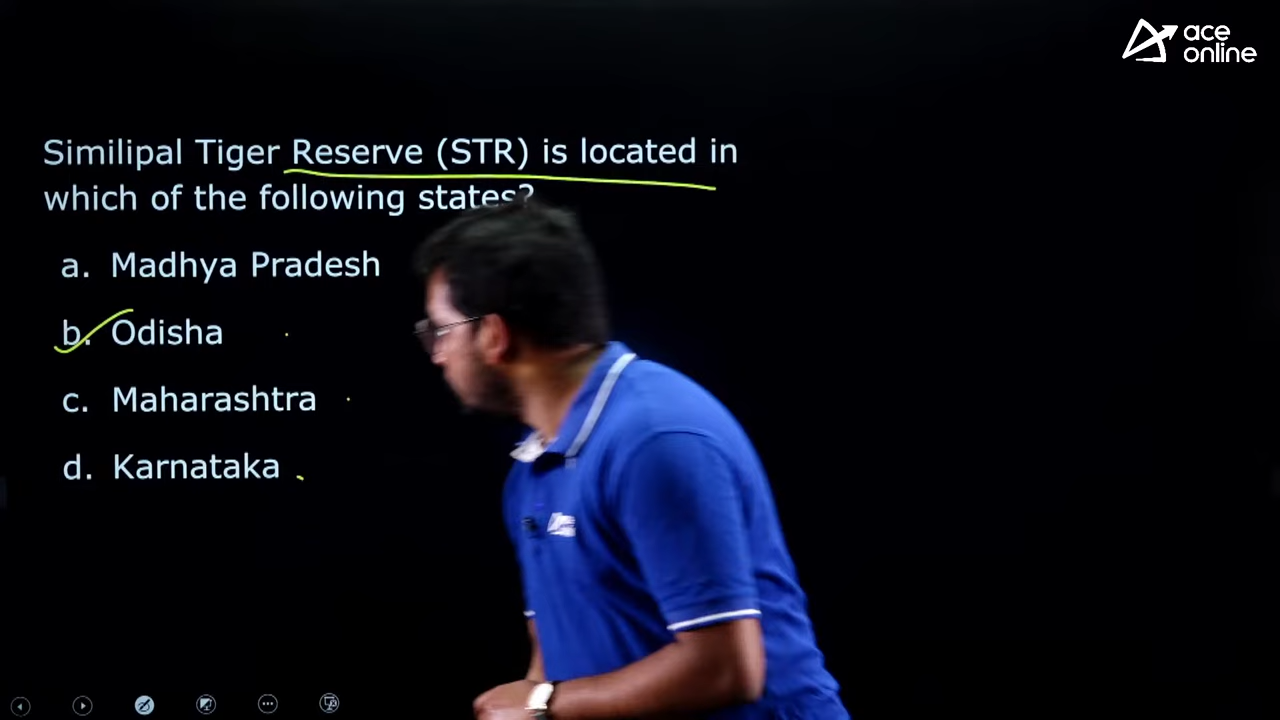 ace
online
Similipal Tiger Reserve (STR) is located in
which of the following states?
a. Madhya Pradesh
b. Odisha
c. Maharashtra
d. Karnataka